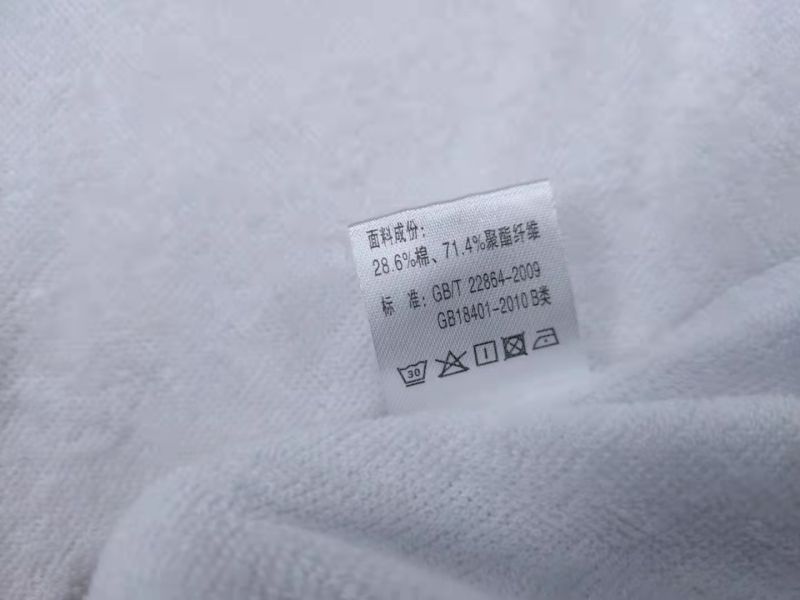 面料成份：
28.6%棉、71.4%聚酯纤维
标 准：GB/T 22864-2009
GB18401-2010 B类
30